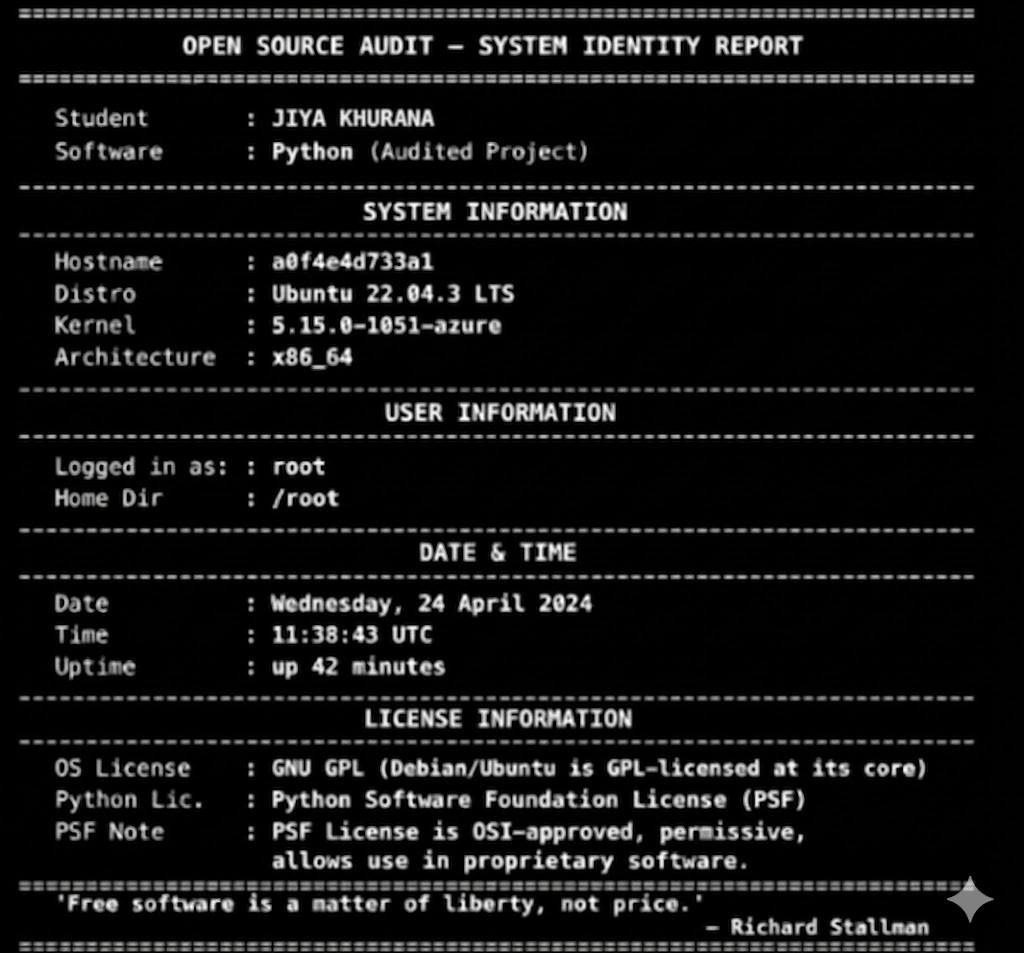 OPEN SOURCE AUDIT — SYSTEM IDENTITY REPORT
Student : JIYA KHURANA
Software : Python (Audited Project)
SYSTEM INFORMATION
Hostname : a0f4e4d733a1
Distro : Ubuntu 22.04.3 LTS
Kernel : 5.15.0-1051-azure
Architecture : x86_64
USER INFORMATION
Logged in as: : root
Home Dir : /root
DATE & TIME
Date : Wednesday, 24 April 2024
Time : 11:38:43 UTC
Uptime : up 42 minutes
LICENSE INFORMATION
OS License : GNU GPL (Debian/Ubuntu is GPL-licensed at its core)
Python Lic. : Python Software Foundation License (PSF)
PSF Note : PSF License is OSI-approved, permissive,
allows use in proprietary software.
'Free software is a matter of liberty, not price.'
— Richard Stallman